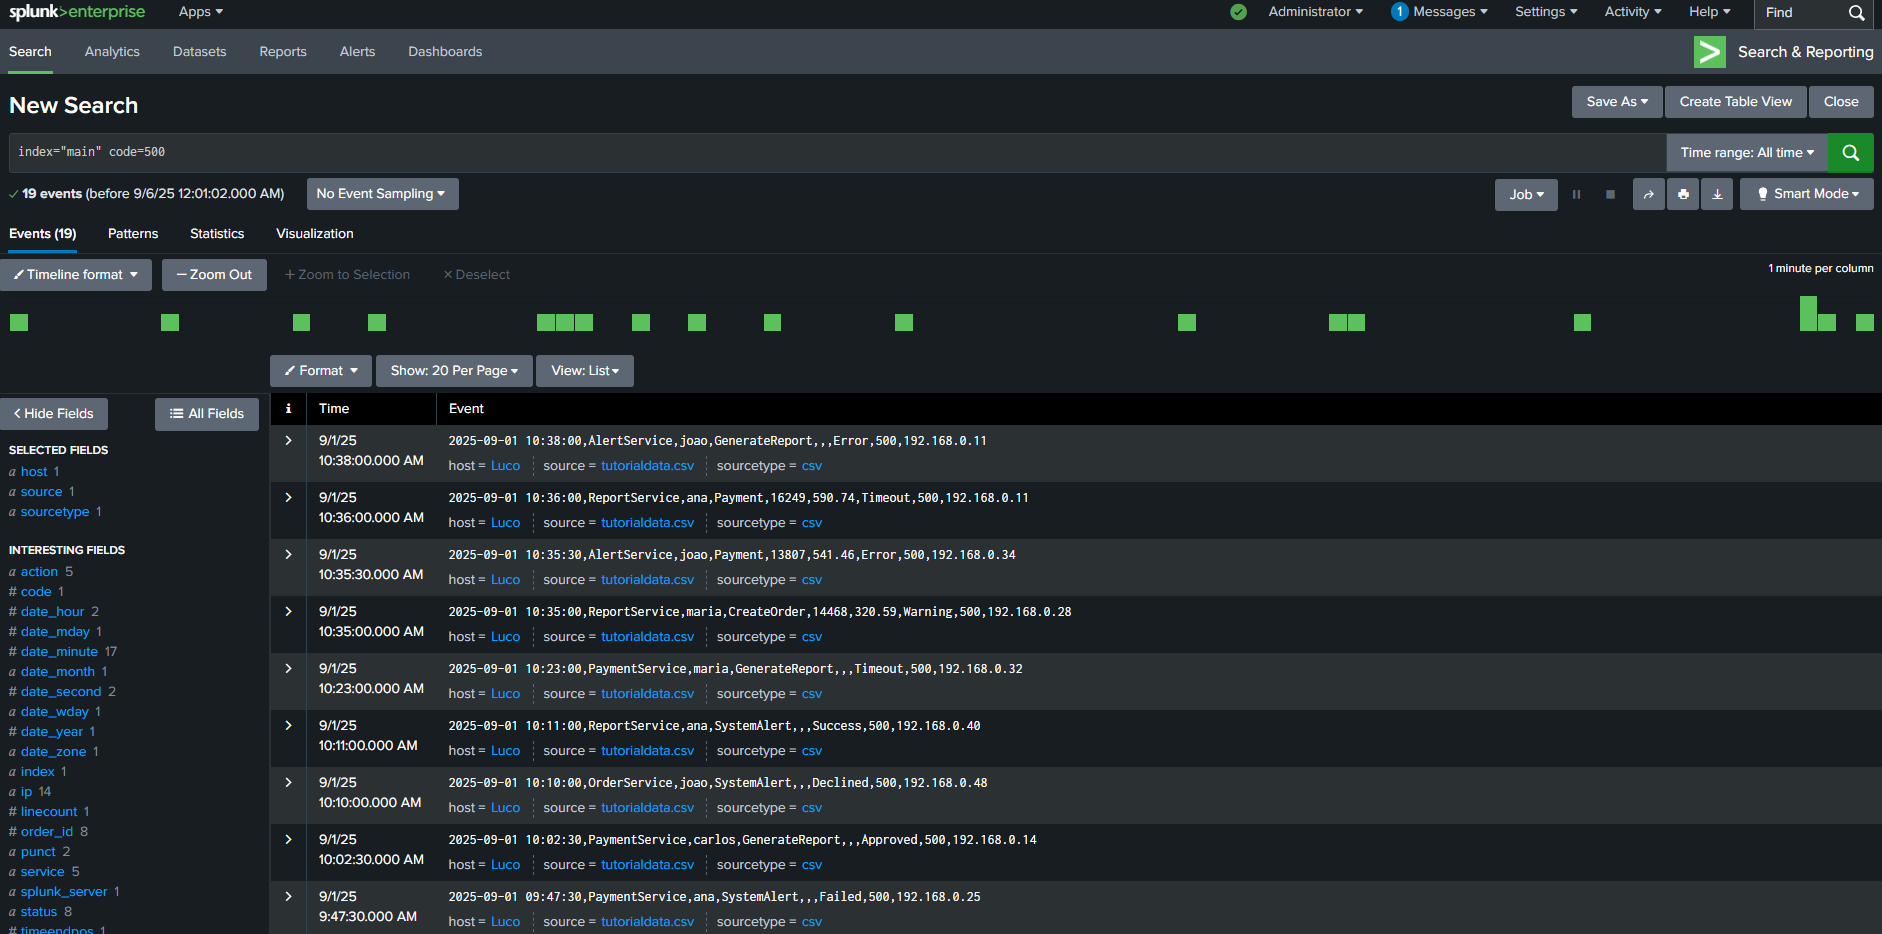 splunk>enterprise Apps Administrator 1 Messages Settings Activity Help Find
Search Analytics Datasets Reports Alerts Dashboards Search & Reporting
New Search Save As Create Table View Close
index="main" code=500 Time range: All time
19 events (before 9/6/25 12:01:02.000 AM) No Event Sampling Job Smart Mode
Events (19) Patterns Statistics Visualization
Timeline format — Zoom Out + Zoom to Selection × Deselect 1 minute per column
Format Show: 20 Per Page View: List
< Hide Fields All Fields
SELECTED FIELDS
a host 1
a source 1
a sourcetype 1
INTERESTING FIELDS
a action 5
# code 1
# date_hour 2
# date_mday 1
# date_minute 17
a date_month 1
# date_second 2
a date_wday 1
# date_year 1
a date_zone 1
a index 1
a ip 14
# linecount 1
# order_id 8
a punct 2
a service 5
a splunk_server 1
a status 8
# timeendpos 1
i Time Event
9/1/25 10:38:00.000 AM
2025-09-01 10:38:00,AlertService,joao,GenerateReport,,,Error,500,192.168.0.11
host = Luco source = tutorialdata.csv sourcetype = csv
9/1/25 10:36:00.000 AM
2025-09-01 10:36:00,ReportService,ana,Payment,16249,590.74,Timeout,500,192.168.0.11
host = Luco source = tutorialdata.csv sourcetype = csv
9/1/25 10:35:30.000 AM
2025-09-01 10:35:30,AlertService,joao,Payment,13807,541.46,Error,500,192.168.0.34
host = Luco source = tutorialdata.csv sourcetype = csv
9/1/25 10:35:00.000 AM
2025-09-01 10:35:00,ReportService,maria,CreateOrder,14468,320.59,Warning,500,192.168.0.28
host = Luco source = tutorialdata.csv sourcetype = csv
9/1/25 10:23:00.000 AM
2025-09-01 10:23:00,PaymentService,maria,GenerateReport,,,Timeout,500,192.168.0.32
host = Luco source = tutorialdata.csv sourcetype = csv
9/1/25 10:11:00.000 AM
2025-09-01 10:11:00,ReportService,ana,SystemAlert,,,Success,500,192.168.0.40
host = Luco source = tutorialdata.csv sourcetype = csv
9/1/25 10:10:00.000 AM
2025-09-01 10:10:00,OrderService,joao,SystemAlert,,,Declined,500,192.168.0.48
host = Luco source = tutorialdata.csv sourcetype = csv
9/1/25 10:02:30.000 AM
2025-09-01 10:02:30,PaymentService,carlos,GenerateReport,,,Approved,500,192.168.0.14
host = Luco source = tutorialdata.csv sourcetype = csv
9/1/25 9:47:30.000 AM
2025-09-01 09:47:30,PaymentService,ana,SystemAlert,,,Failed,500,192.168.0.25
host = Luco source = tutorialdata.csv sourcetype = csv